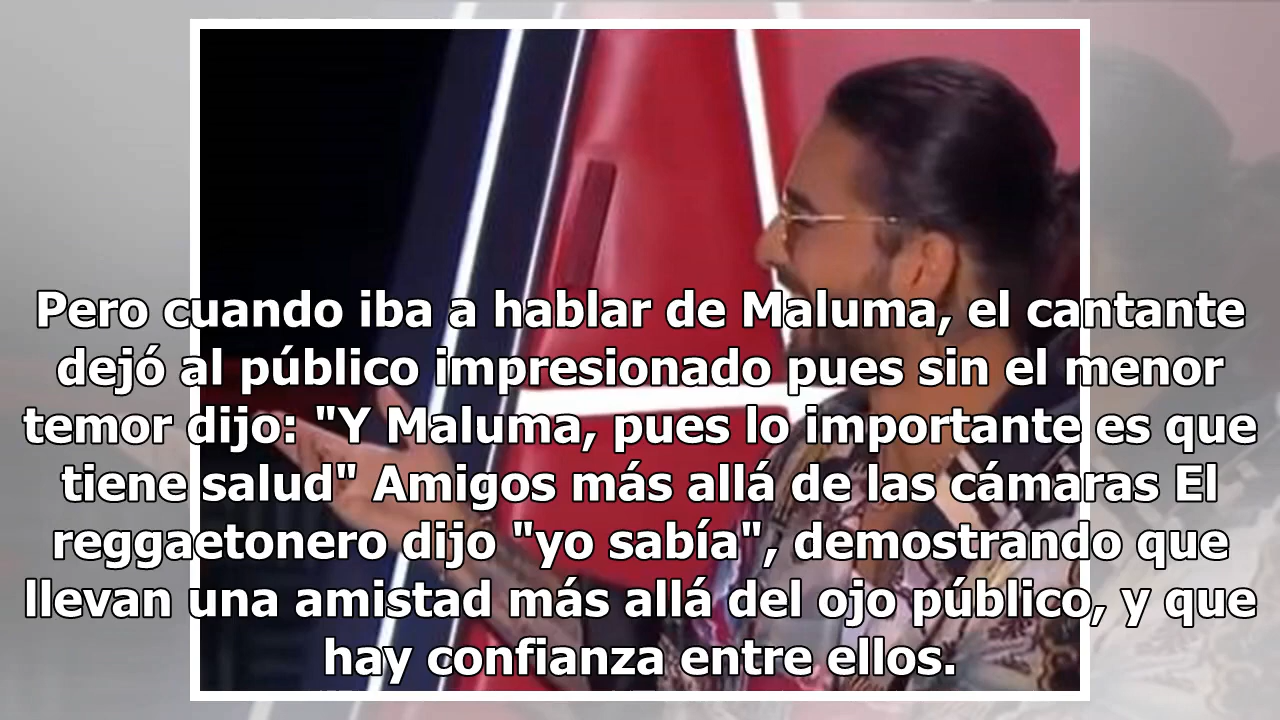 Pero cuando iba a hablar de Maluma, el cantante
dejó al público impresionado pues sin el menor
temor dijo: "Y Maluma, pues lo importante es que
tiene salud" Amigos más allá de las cámaras El
reggaetonero dijo "yo sabía", demostrando que
llevan una amistad más allá del ojo público, y que
hay confianza entre ellos.